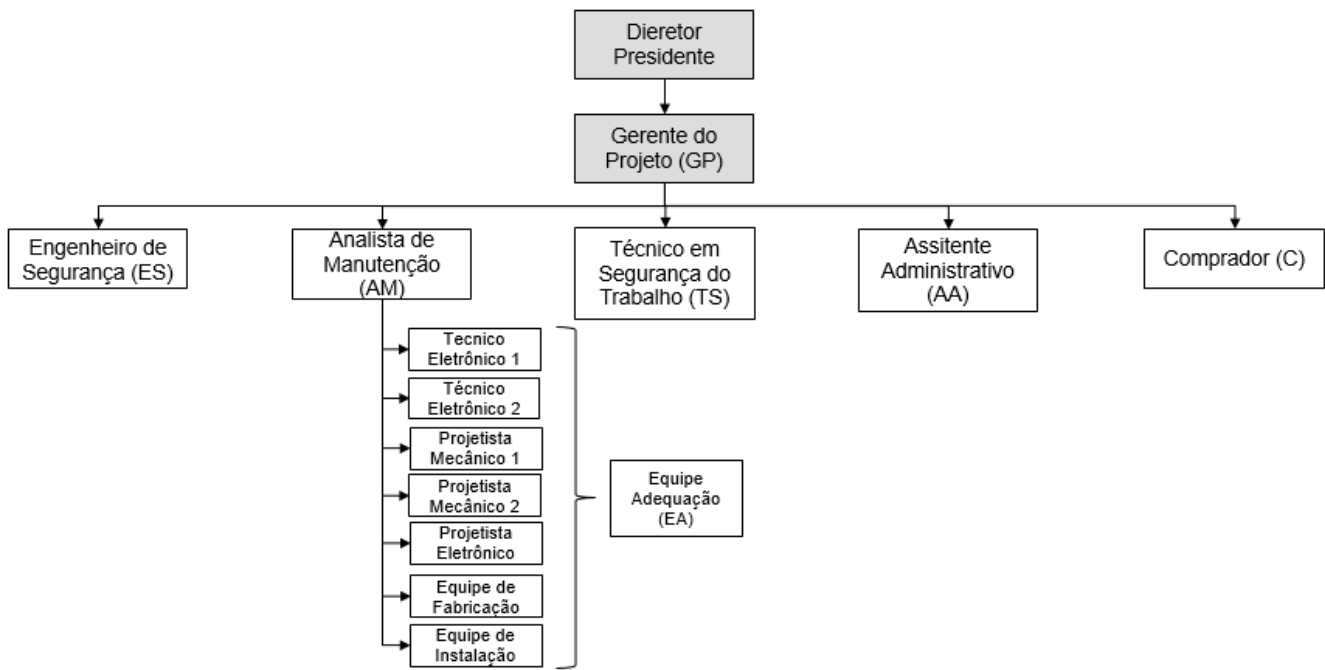 Dieretor
Presidente
Gerente do
Projeto (GP)
Engenheiro de
Segurança (ES)
Analista de
Manutenção
(AM)
Técnico em
Segurança do
Trabalho (TS)
Assitente
Administrativo
(AA)
Comprador (C)
Tecnico
Eletrônico 1
Técnico
Eletrônico 2
Projetista
Mecânico 1
Projetista
Mecânico 2
Projetista
Eletrônico
Equipe de
Fabricação
Equipe de
Instalação
Equipe
Adequação
(EA)